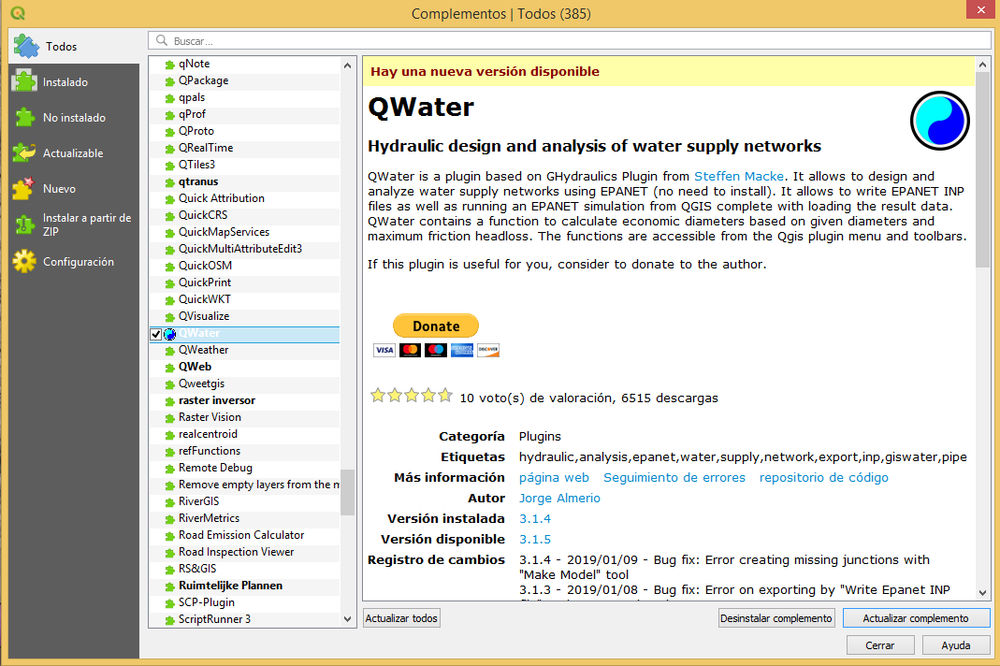 Complementos | Todos (385)
Todos
Instalado
No instalado
Actualizable
Nuevo
Instalar a partir de
ZIP
Configuración
Buscar...
qNote
QPackage
qpals
qProf
QProto
QRealTime
QTiles3
qtranus
Quick Attribution
QuickCRS
QuickMapServices
QuickMultiAttributeEdit3
QuickOSM
QuickPrint
QuickWKT
QVisualize
QWater
QWeather
QWeb
Qweetgis
raster inversor
Raster Vision
realcentroid
refFunctions
Remote Debug
Remove empty layers from the m
RiverGIS
RiverMetrics
Road Emission Calculator
Road Inspection Viewer
RS&GIS
Ruimtelijke Plannen
SCP-Plugin
ScriptRunner 3
Hay una nueva versión disponible
QWater
Hydraulic design and analysis of water supply networks
QWater is a plugin based on GHydraulics Plugin from Steffen Macke. It allows to design and
analyze water supply networks using EPANET (no need to install). It allows to write EPANET INP
files as well as running an EPANET simulation from QGIS complete with loading the result data.
QWater contains a function to calculate economic diameters based on given diameters and
maximum friction headloss. The functions are accessible from the Qgis plugin menu and toolbars.
If this plugin is useful for you, consider to donate to the author.
Donate
VISA
DISCOVER
10 voto(s) de valoración, 6515 descargas
Categoría Plugins
Etiquetas hydraulic,analysis,epanet,water,supply,network,export,inp,giswater,pipe
Más información página web Seguimiento de errores repositorio de código
Autor Jorge Almerio
Versión instalada 3.1.4
Versión disponible 3.1.5
Registro de cambios 3.1.4 - 2019/01/09 - Bug fix: Error creating missing junctions with
"Make Model" tool
3.1.3 - 2019/01/08 - Bug fix: Error on exporting by "Write Epanet INP
Actualizar todos
Desinstalar complemento
Actualizar complemento
Cerrar
Ayuda